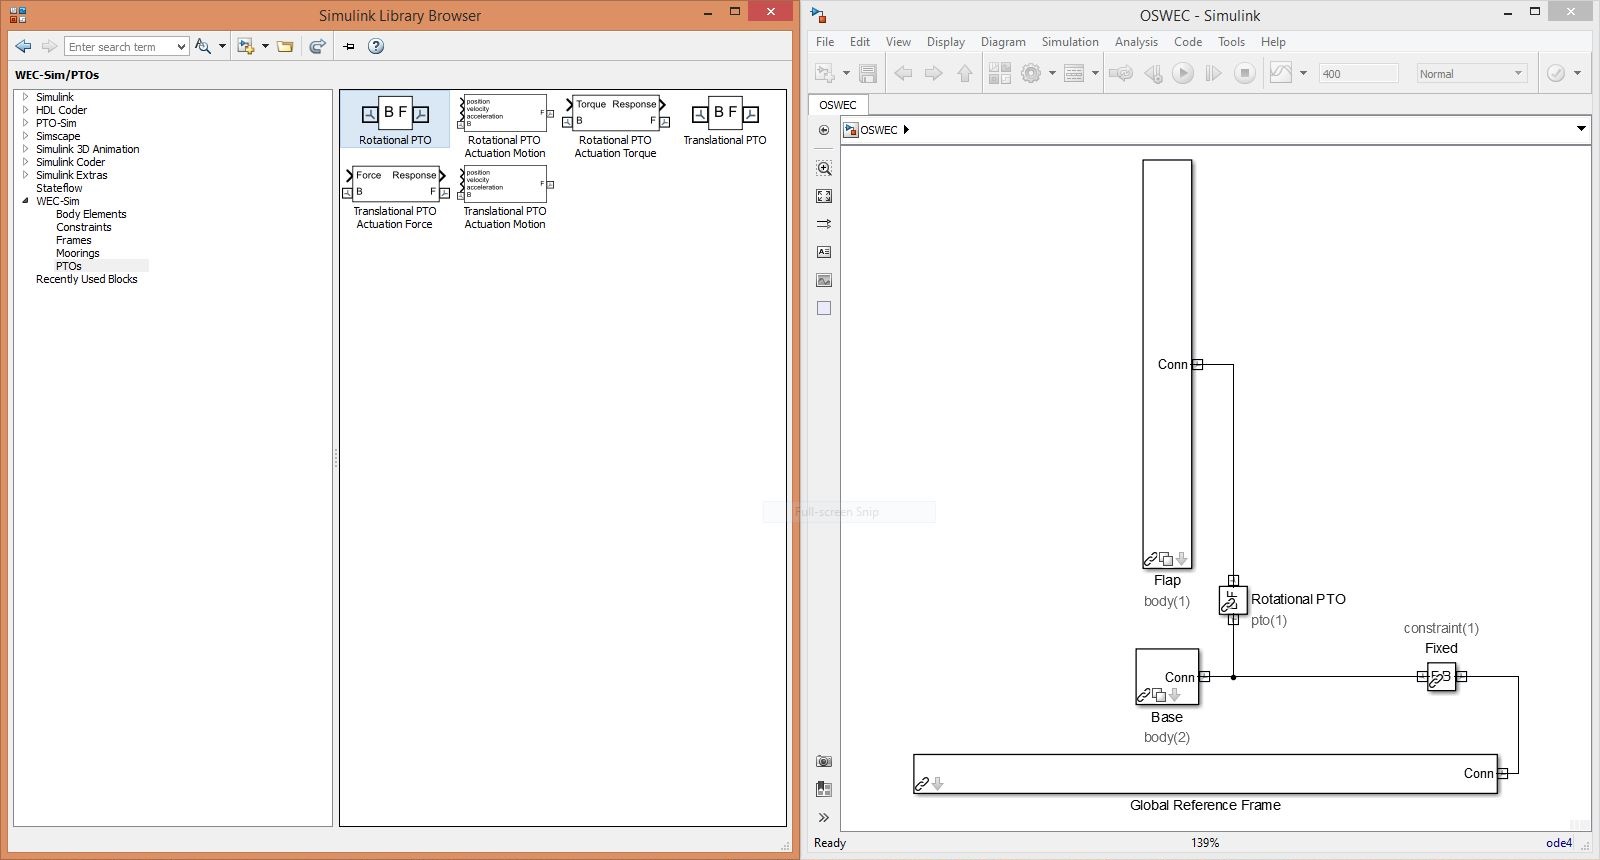 Simulink Library Browser
Enter search term
WEC-Sim/PTOs
Simulink
HDL Coder
PTO-Sim
Simscape
Simulink 3D Animation
Simulink Coder
Simulink Extras
Stateflow
WEC-Sim
Body Elements
Constraints
Frames
Moorings
PTOs
Recently Used Blocks
B F
Rotational PTO
position
velocity
acceleration
B
F
Rotational PTO
Actuation Motion
Torque Response
B F
Rotational PTO
Actuation Torque
B F
Translational PTO
Force Response
B F
Translational PTO
Actuation Force
position
velocity
acceleration
B
F
Translational PTO
Actuation Motion
Full-screen Snip
OSWEC - Simulink
File Edit View Display Diagram Simulation Analysis Code Tools Help
400 Normal
OSWEC
OSWEC
Conn
Flap
body(1)
Rotational PTO
pto(1)
constraint(1)
Fixed
Conn
Base
body(2)
Conn
Global Reference Frame
Ready 139% ode4